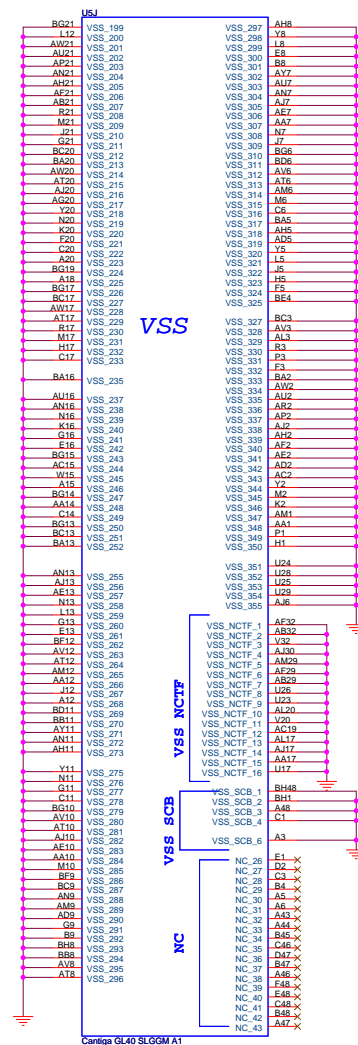 U5J
BG21 VSS_199
L12 VSS_200
AW21 VSS_201
AU21 VSS_202
AP21 VSS_203
AN21 VSS_204
AH21 VSS_205
AF21 VSS_206
AB21 VSS_207
R21 VSS_208
M21 VSS_209
J21 VSS_210
G21 VSS_211
BC20 VSS_212
BA20 VSS_213
AW20 VSS_214
AT20 VSS_215
AJ20 VSS_216
AG20 VSS_217
Y20 VSS_218
N20 VSS_219
K20 VSS_220
F20 VSS_221
C20 VSS_222
A20 VSS_223
BG19 VSS_224
A18 VSS_225
BG17 VSS_226
BC17 VSS_227
AW17 VSS_228
AT17 VSS_229
R17 VSS_230
M17 VSS_231
H17 VSS_232
C17 VSS_233
BA16 VSS_235
AU16 VSS_237
AN16 VSS_238
N16 VSS_239
K16 VSS_240
G16 VSS_241
E16 VSS_242
BG15 VSS_243
AC15 VSS_244
W15 VSS_245
A15 VSS_246
BG14 VSS_247
AA14 VSS_248
C14 VSS_249
BG13 VSS_250
BC13 VSS_251
BA13 VSS_252
AN13 VSS_255
AJ13 VSS_256
AE13 VSS_257
N13 VSS_258
L13 VSS_259
G13 VSS_260
E13 VSS_261
BF12 VSS_262
AV12 VSS_263
AT12 VSS_264
AM12 VSS_265
AA12 VSS_266
J12 VSS_267
A12 VSS_268
BD11 VSS_269
BB11 VSS_270
AY11 VSS_271
AN11 VSS_272
AH11 VSS_273
Y11 VSS_275
N11 VSS_276
G11 VSS_277
C11 VSS_278
BG10 VSS_279
AV10 VSS_280
AT10 VSS_281
AJ10 VSS_282
AE10 VSS_283
AA10 VSS_284
M10 VSS_285
BF9 VSS_286
BC9 VSS_287
AN9 VSS_288
AM9 VSS_289
AD9 VSS_290
G9 VSS_291
B9 VSS_292
BH8 VSS_293
BB8 VSS_294
AV8 VSS_295
AT8 VSS_296
VSS
VSS NCTF
VSS SCB
NC
VSS_297 AH8
VSS_298 Y8
VSS_299 L8
VSS_300 E8
VSS_301 B8
VSS_302 AY7
VSS_303 AU7
VSS_304 AN7
VSS_305 AJ7
VSS_306 AE7
VSS_307 AA7
VSS_308 N7
VSS_309 J7
VSS_310 BG6
VSS_311 BD6
VSS_312 AV6
VSS_313 AT6
VSS_314 AM6
VSS_315 M6
VSS_316 C6
VSS_317 BA5
VSS_318 AH5
VSS_319 AD5
VSS_320 Y5
VSS_321 L5
VSS_322 J5
VSS_323 H5
VSS_324 F5
VSS_325 BE4
VSS_327 BC3
VSS_328 AV3
VSS_329 AL3
VSS_330 R3
VSS_331 P3
VSS_332 F3
VSS_333 BA2
VSS_334 AW2
VSS_335 AU2
VSS_336 AR2
VSS_337 AP2
VSS_338 AJ2
VSS_339 AH2
VSS_340 AF2
VSS_341 AE2
VSS_342 AD2
VSS_343 AC2
VSS_344 Y2
VSS_345 M2
VSS_346 K2
VSS_347 AM1
VSS_348 AA1
VSS_349 P1
VSS_350 H1
VSS_351 U24
VSS_352 U28
VSS_353 U25
VSS_354 U29
VSS_355 AJ6
VSS_NCTF_1 AF32
VSS_NCTF_2 AB32
VSS_NCTF_3 V32
VSS_NCTF_4 AJ30
VSS_NCTF_5 AM29
VSS_NCTF_6 AF29
VSS_NCTF_7 AB29
VSS_NCTF_8 U26
VSS_NCTF_9 U23
VSS_NCTF_10 AL20
VSS_NCTF_11 V20
VSS_NCTF_12 AC19
VSS_NCTF_13 AL17
VSS_NCTF_14 AJ17
VSS_NCTF_15 AA17
VSS_NCTF_16 U17
VSS_SCB_1 BH48
VSS_SCB_2 BH1
VSS_SCB_3 A48
VSS_SCB_4 C1
VSS_SCB_6 A3
NC_26 E1
NC_27 D2
NC_28 C3
NC_29 B4
NC_30 A5
NC_31 A6
NC_32 A43
NC_33 A44
NC_34 B45
NC_35 C46
NC_36 D47
NC_37 B47
NC_38 A46
NC_39 F48
NC_40 E48
NC_41 C48
NC_42 B48
NC_43 A47
Cantiga GL40 SLGGM A1